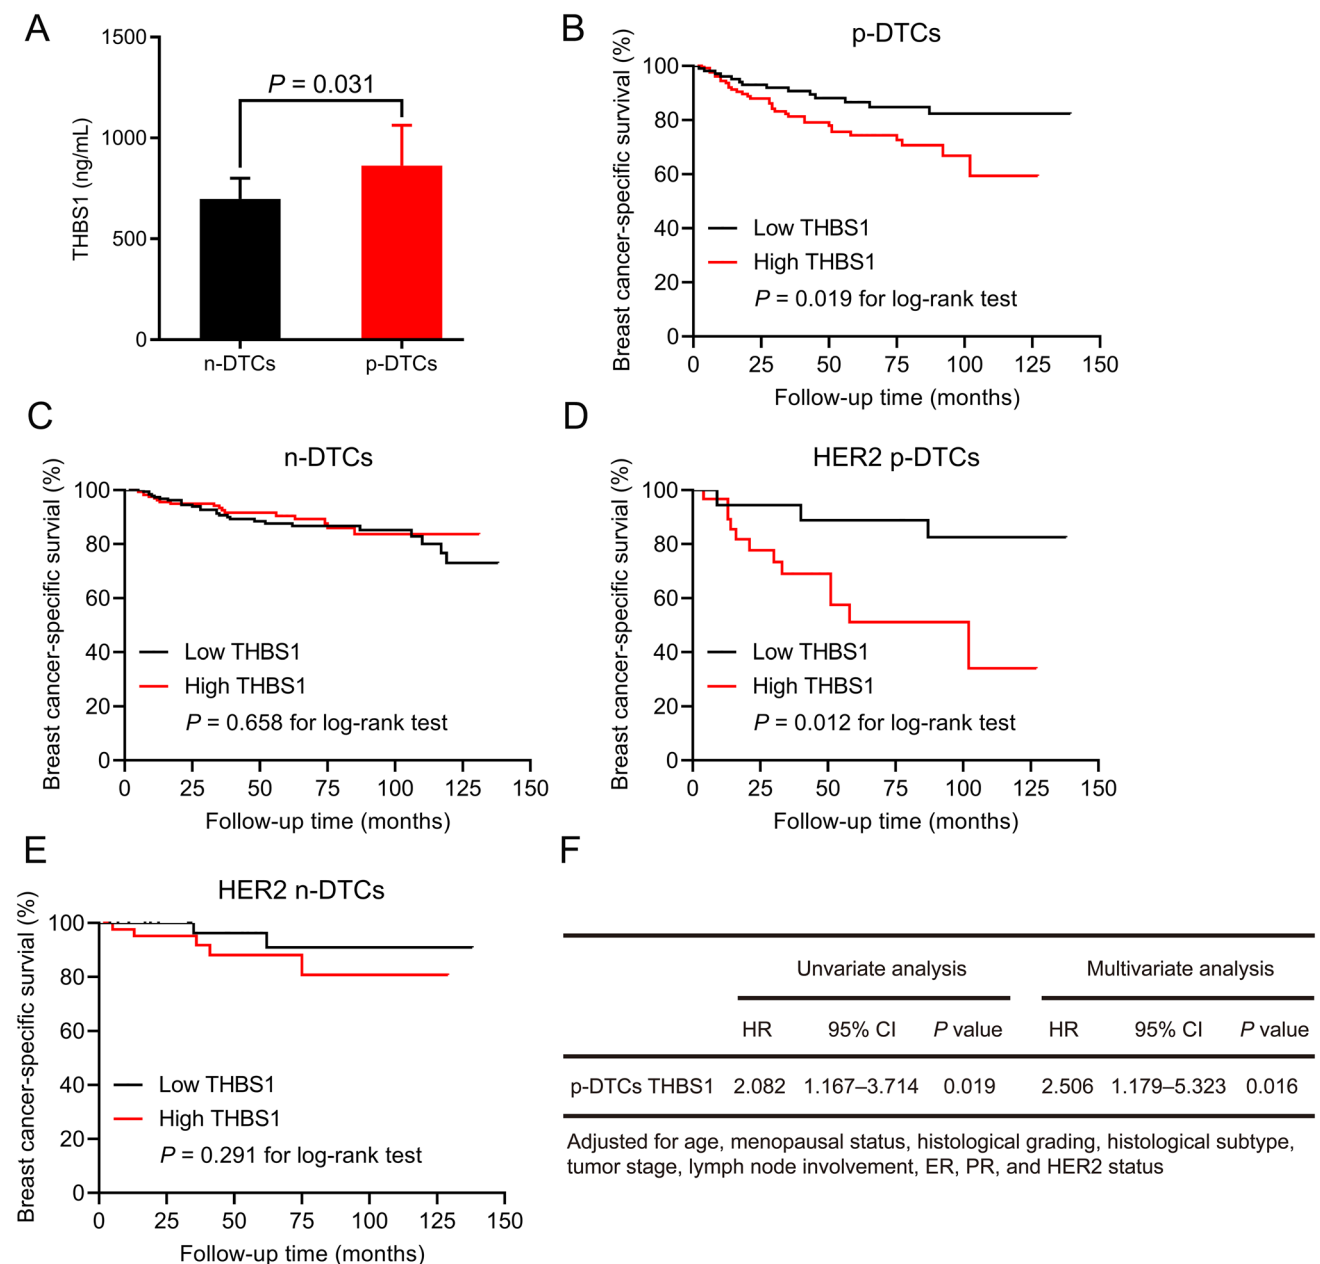 A
1500
1000
500
0
THBS1 (ng/mL)
P = 0.031
n-DTCs
p-DTCs
B
p-DTCs
Breast cancer-specific survival (%)
100
80
60
40
20
0
Low THBS1
High THBS1
P = 0.019 for log-rank test
0 25 50 75 100 125 150
Follow-up time (months)
C
n-DTCs
Breast cancer-specific survial (%)
100
80
60
40
20
0
Low THBS1
High THBS1
P = 0.658 for log-rank test
0 25 50 75 100 125 150
Follow-up time (months)
D
HER2 p-DTCs
Breast cancer-specific survial (%)
100
80
60
40
20
0
Low THBS1
High THBS1
P = 0.012 for log-rank test
0 25 50 75 100 125 150
Follow-up time (months)
E
HER2 n-DTCs
Breast cancer-specific survial (%)
100
80
60
40
20
0
Low THBS1
High THBS1
P = 0.291 for log-rank test
0 25 50 75 100 125 150
Follow-up time (months)
F
Unvariate analysis Multivariate analysis
HR 95% CI P value HR 95% CI P value
p-DTCs THBS1 2.082 1.167–3.714 0.019 2.506 1.179–5.323 0.016
Adjusted for age, menopausal status, histological grading, histological subtype,
tumor stage, lymph node involvement, ER, PR, and HER2 status